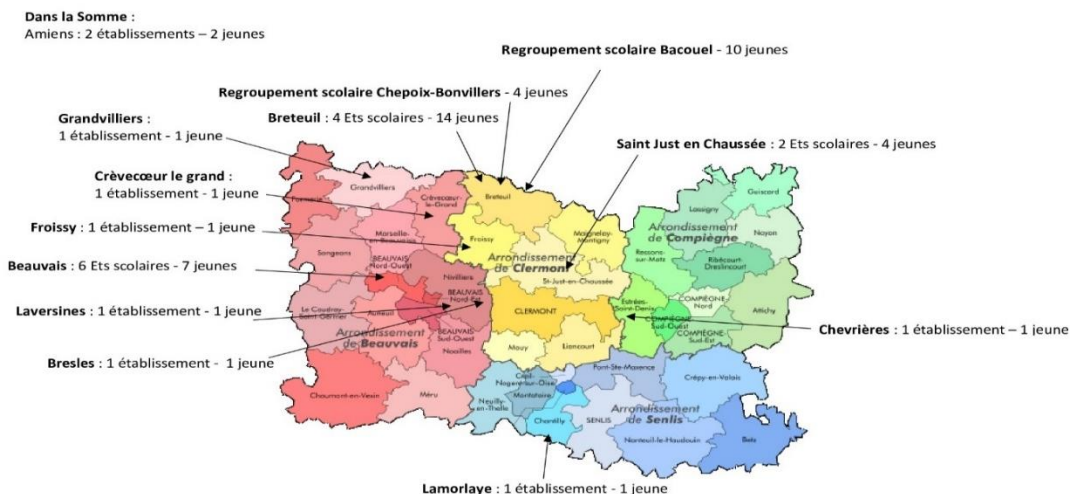 Dans la Somme :
Amiens : 2 établissements – 2 jeunes
Regroupement scolaire Bacouel - 10 jeunes
Regroupement scolaire Chepoix-Bonvillers - 4 jeunes
Breteuil : 4 Ets scolaires - 14 jeunes
Grandvilliers :
1 établissement - 1 jeune
Saint Just en Chaussée : 2 Ets scolaires - 4 jeunes
Crèvecœur le grand :
1 établissement - 1 jeune
Froissy : 1 établissement – 1 jeune
Beauvais : 6 Ets scolaires - 7 jeunes
Laversines : 1 établissement - 1 jeune
Bresles : 1 établissement - 1 jeune
Chevrières : 1 établissement – 1 jeune
Lamorlaye : 1 établissement - 1 jeune
Grandvilliers
Crèvecœur-
le-Grand
Marseille-
en-Beauvaisis
Songeons
BEAUVAIS
Nord-Ouest
Nivilliers
BEAUVAIS
Nord-Est
Le Coudray-
Saint-Germer
Auneuil
BEAUVAIS
Sud-Ouest
Noailles
Arrondissement
de Beauvais
Chaumont-en-Vexin
Méru
Breteuil
Froissy
Maignelay-
Montigny
Arrondissement
de Clermont
St-Just-en-Chaussée
CLERMONT
Mouy
Liancourt
Guiscard
Lassigny
Noyon
Arrondissement
de Compiègne
Ressons-
sur-Matz
Ribécourt-
Dreslincourt
Estrées-
Saint-Denis
COMPIÈGNE
Nord
COMPIÈGNE
Sud-Ouest
COMPIÈGNE
Sud-Est
Attichy
Pont-Ste-Maxence
Crépy-en-Valois
Creil-
Nogent-sur-Oise
Montataire
Neuilly-
en-Thelle
Chantilly
SENLIS
Arrondissement
de Senlis
Nanteuil-le-Haudouin
Betz